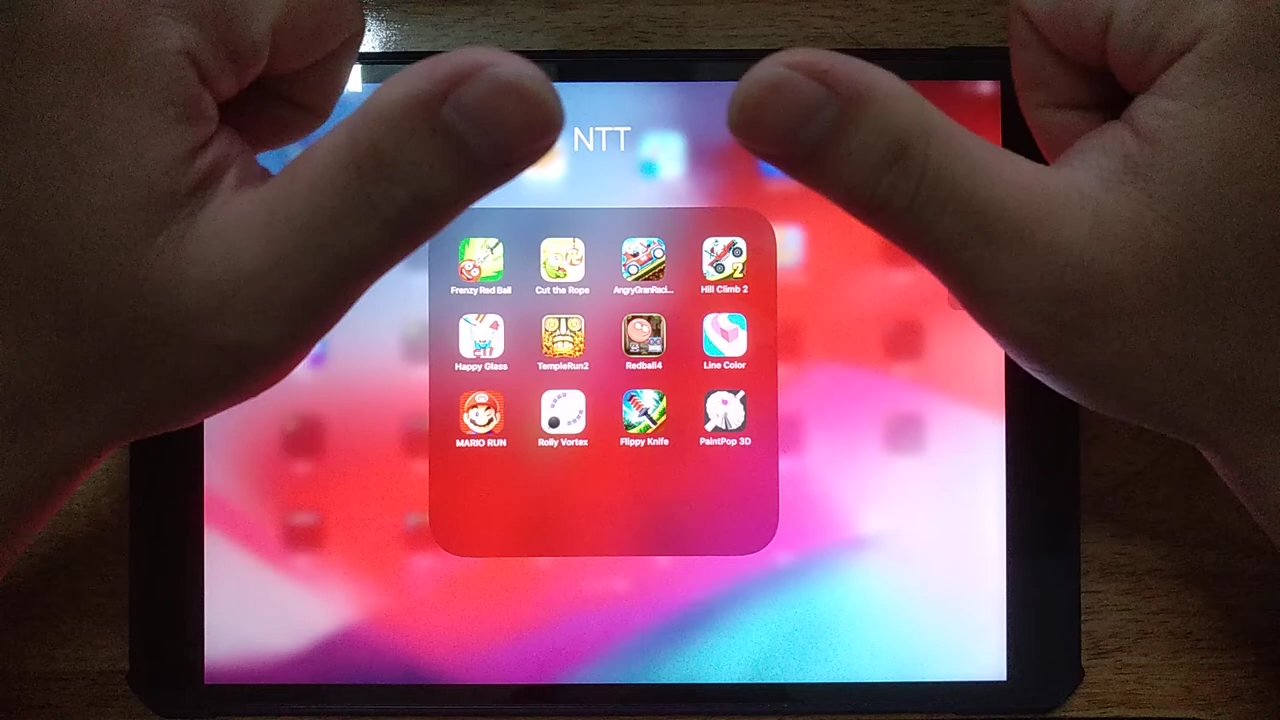 NTT
Frenzy Red Ball Cut the Rope AngryGranRaci... Hill Climb 2
2
Happy Glass TempleRun2 Redball4 Line Color
MARIO RUN Rolly Vortex Flippy Knife PaintPop 3D